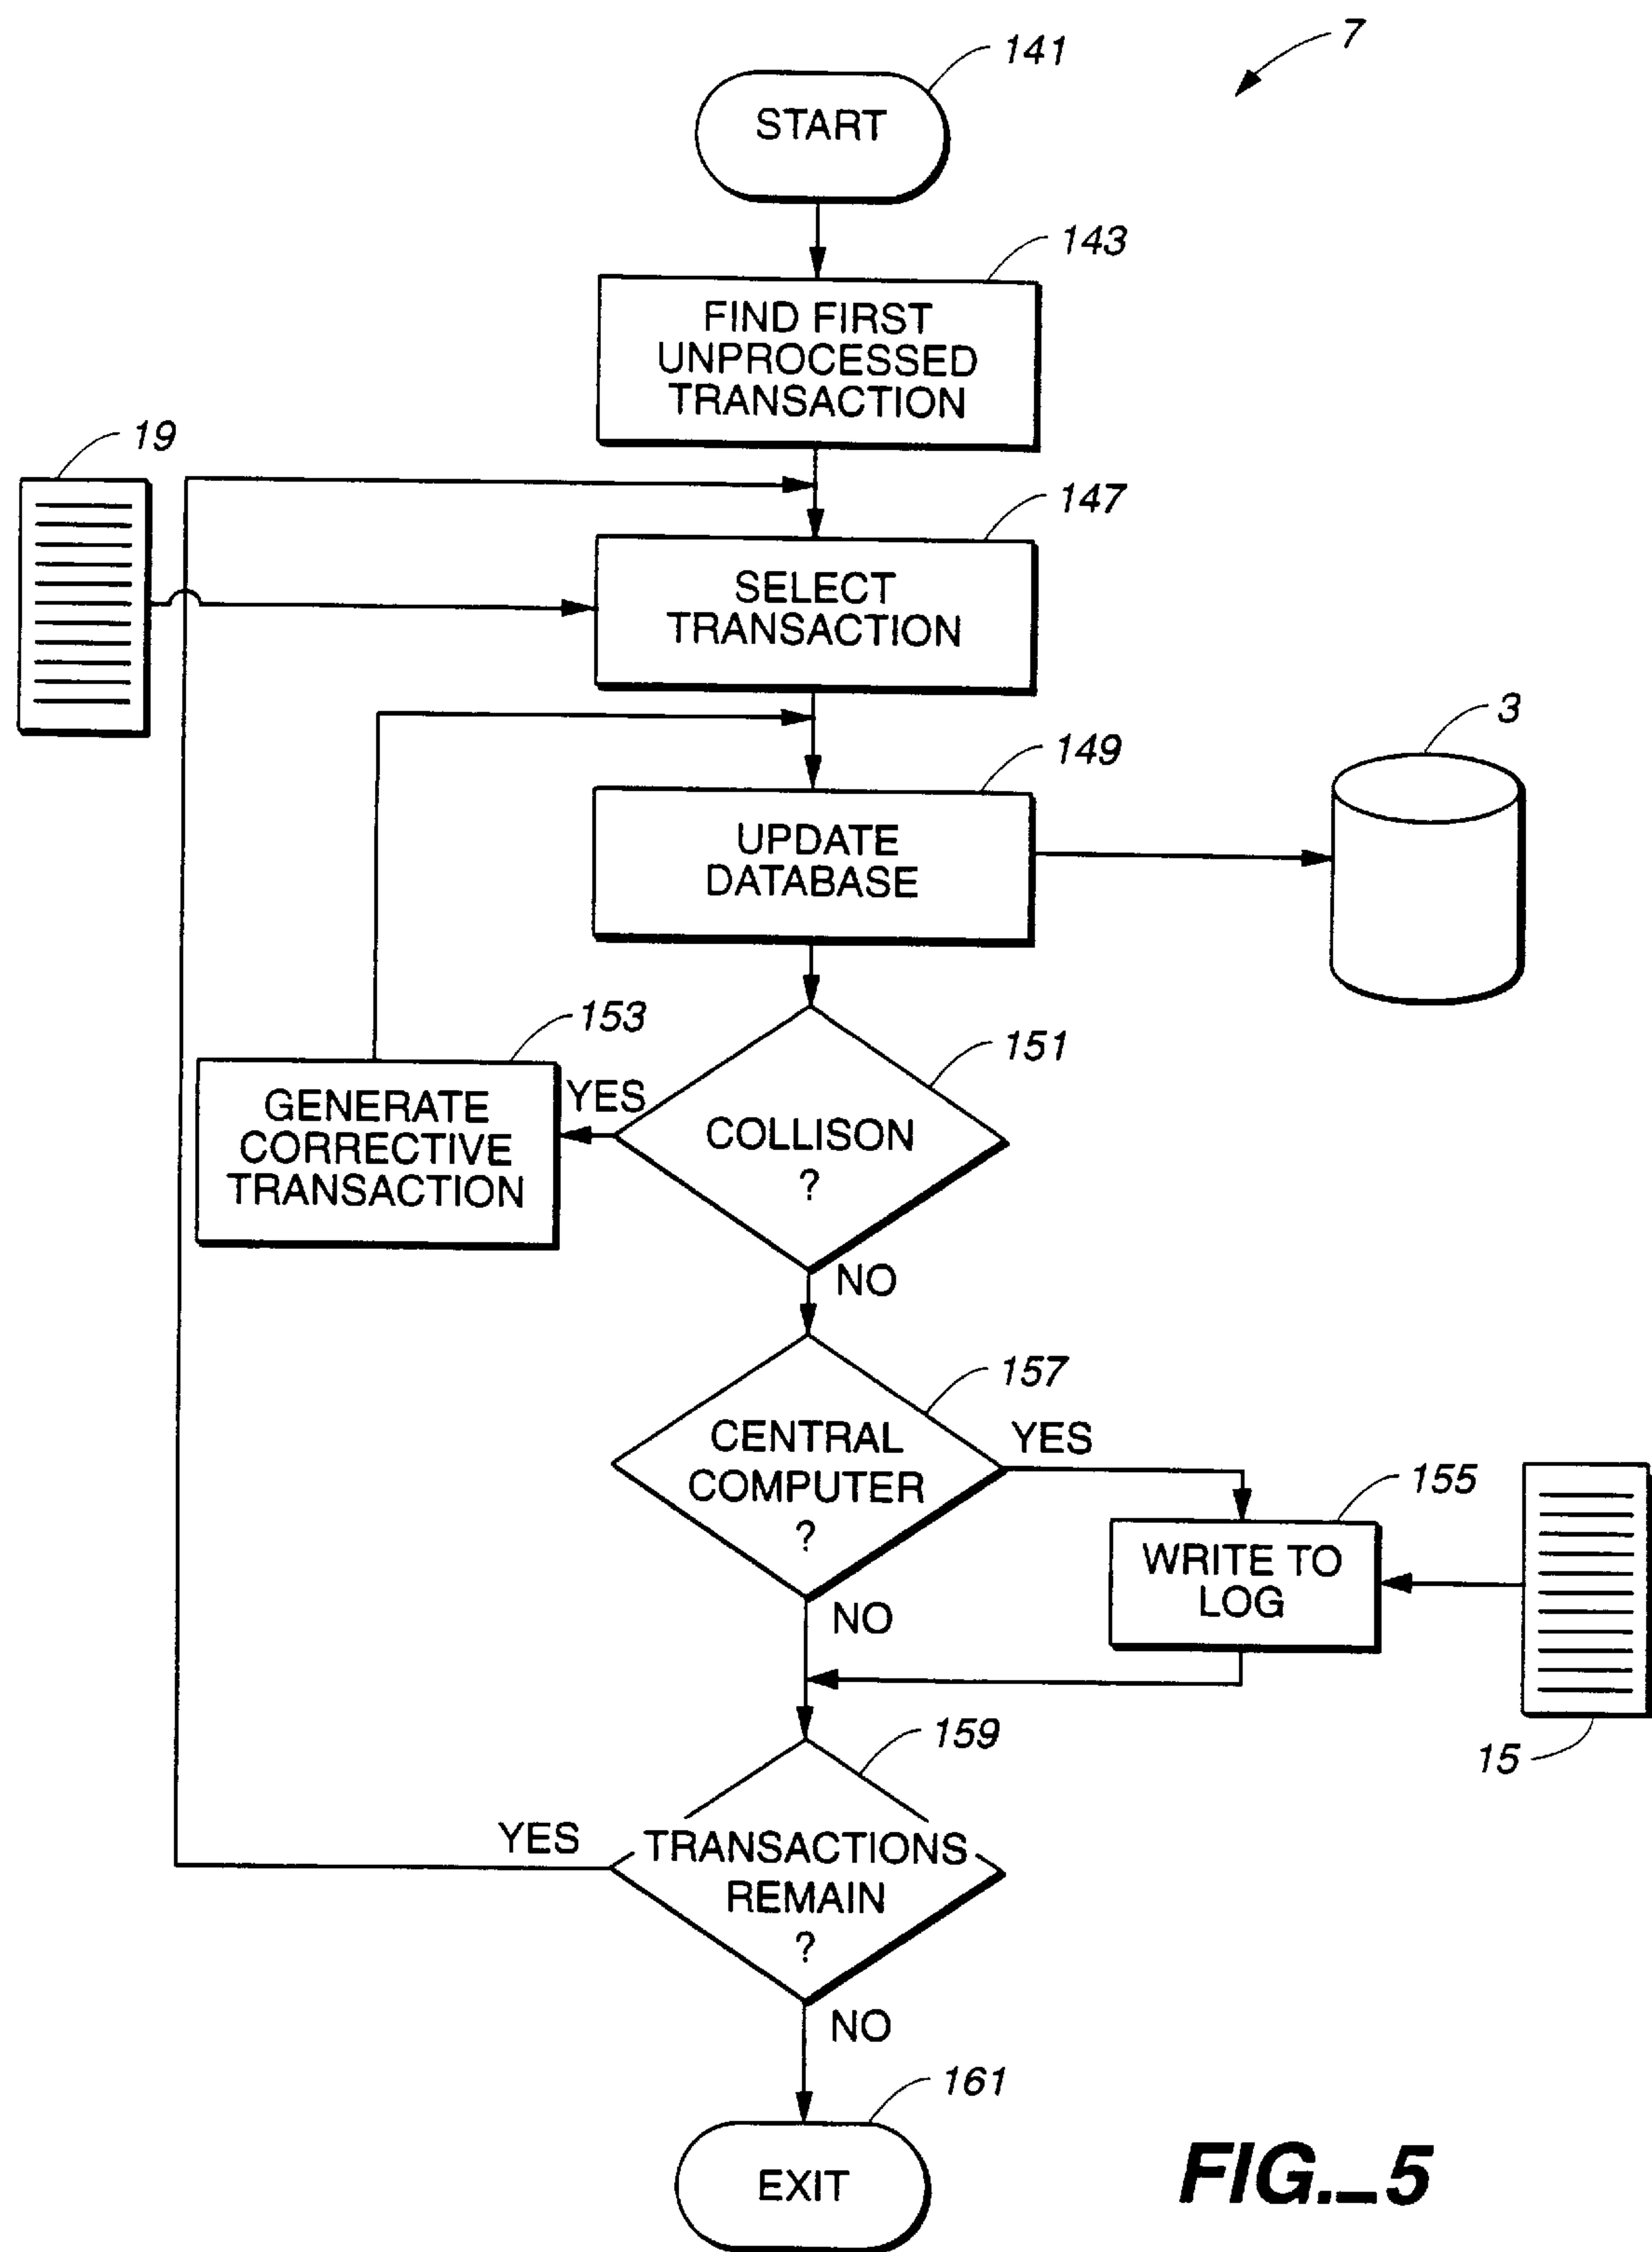 7
141
START
143
FIND FIRST
UNPROCESSED
TRANSACTION
19
147
SELECT
TRANSACTION
3
149
UPDATE
DATABASE
153
151
GENERATE
CORRECTIVE
TRANSACTION
YES
COLLISON
?
NO
157
CENTRAL
COMPUTER
?
YES
155
WRITE TO
LOG
NO
15
159
YES
TRANSACTIONS
REMAIN
?
NO
161
EXIT
FIG._5